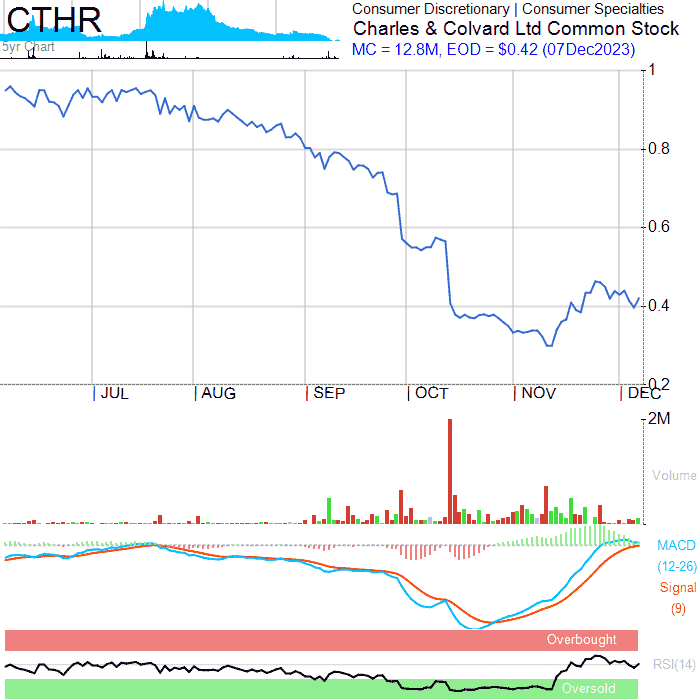 CTHR
5yr Chart
Consumer Discretionary | Consumer Specialties
Charles & Colvard Ltd Common Stock
MC = 12.8M, EOD = $0.42 (07Dec2023)
1
0.8
0.6
0.4
0.2
JUL
AUG
SEP
OCT
NOV
DEC
2M
Volume
MACD
(12-26)
Signal
(9)
Overbought
RSI(14)
Oversold